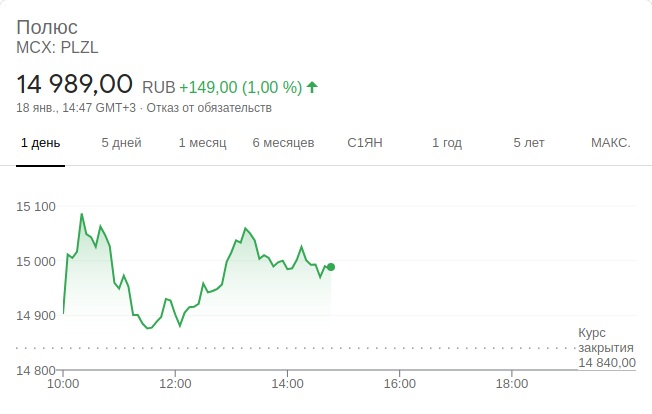 Полюс
MCX: PLZL
14 989,00 RUB +149,00 (1,00 %)
18 янв., 14:47 GMT+3 · Отказ от обязательств
1 день 5 дней 1 месяц 6 месяцев С1ЯН 1 год 5 лет МАКС.
15 100
15 000
14 900
Курс
закрытия
14 840,00
14 800
10:00 12:00 14:00 16:00 18:00